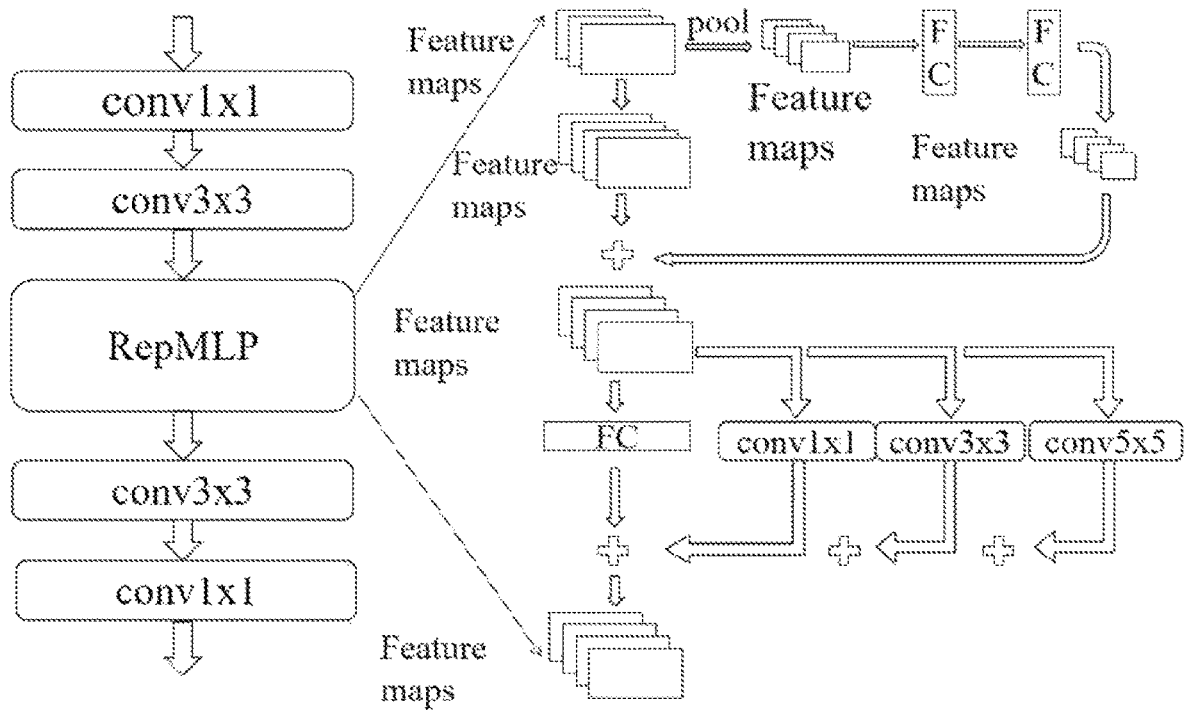 conv1x1
conv3x3
RepMLP
conv3x3
conv1x1
Feature
maps
pool
Feature
maps
F
C
F
C
Feature
maps
Feature
maps
Feature
maps
FC
conv1x1
conv3x3
conv5x5
Feature
maps